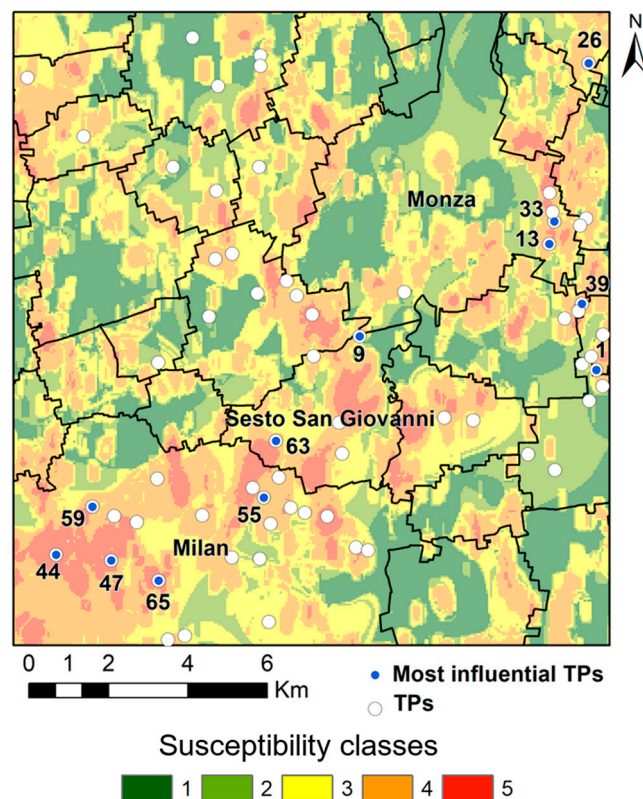 N
26
Monza
33
13
39
9
1
Sesto San Giovanni
63
59
55
Milan
44
47
65
0 1 2 4 6
Km
Most influential TPs
TPs
Susceptibility classes
1 2 3 4 5